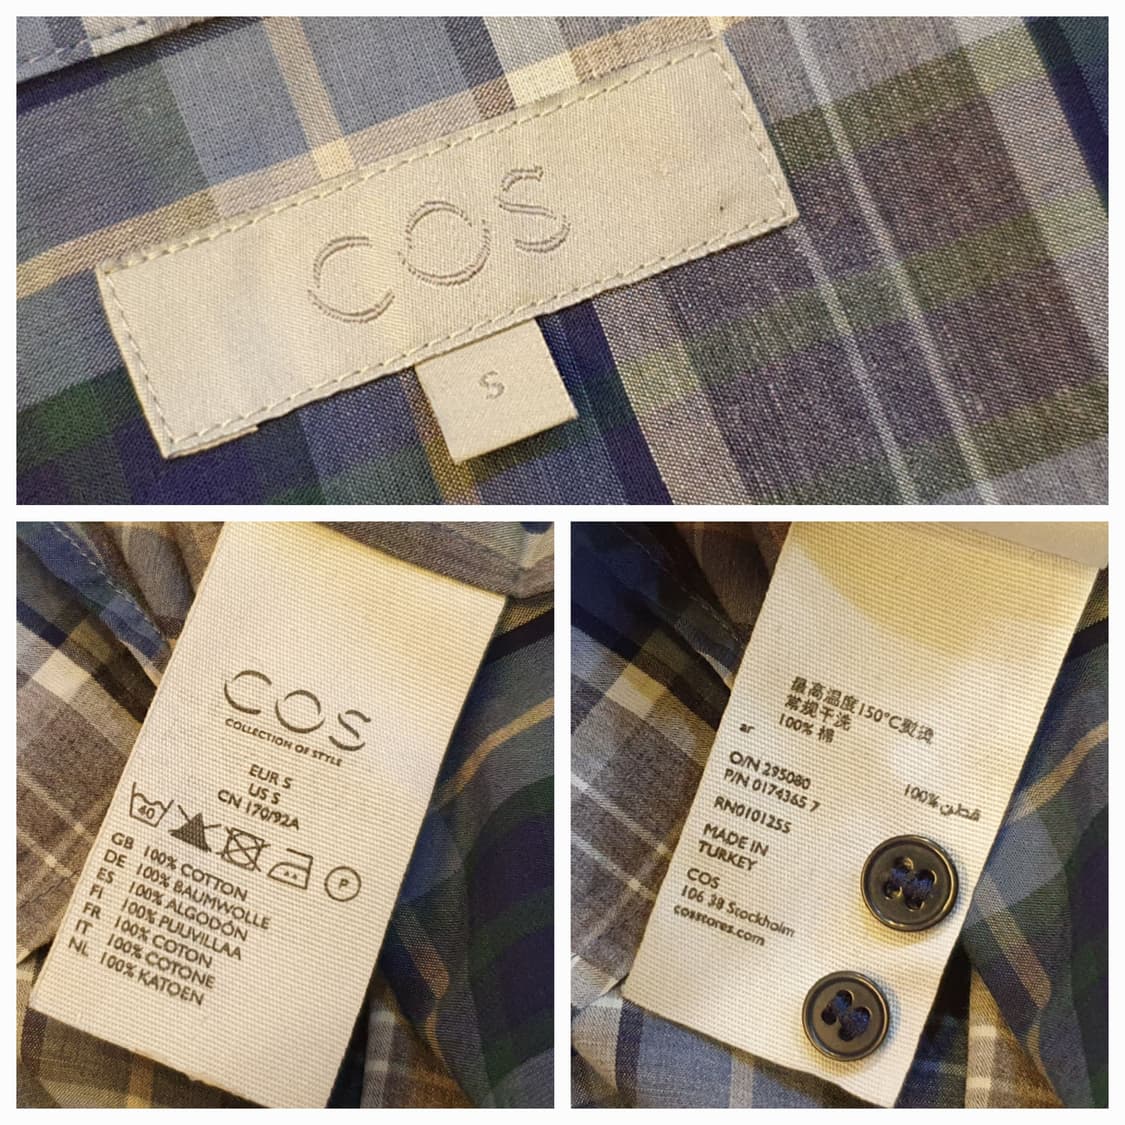 COS
S
COS
COLLECTION OF STYLE
EUR S
US S
CN 170/92A
40
P
GB 100% COTTON
DE 100% BAUMWOLLE
ES 100% ALGODÓN
FI 100% PUUVILLAA
FR 100% COTON
IT 100% COTONE
NL 100% KATOEN
最高温度150°C熨烫
常规干洗
100% 棉
ar
100% قطن
O/N 295080
P/N 0174365 7
RN0101255
MADE IN
TURKEY
COS
106 38 Stockholm
cosstores.com